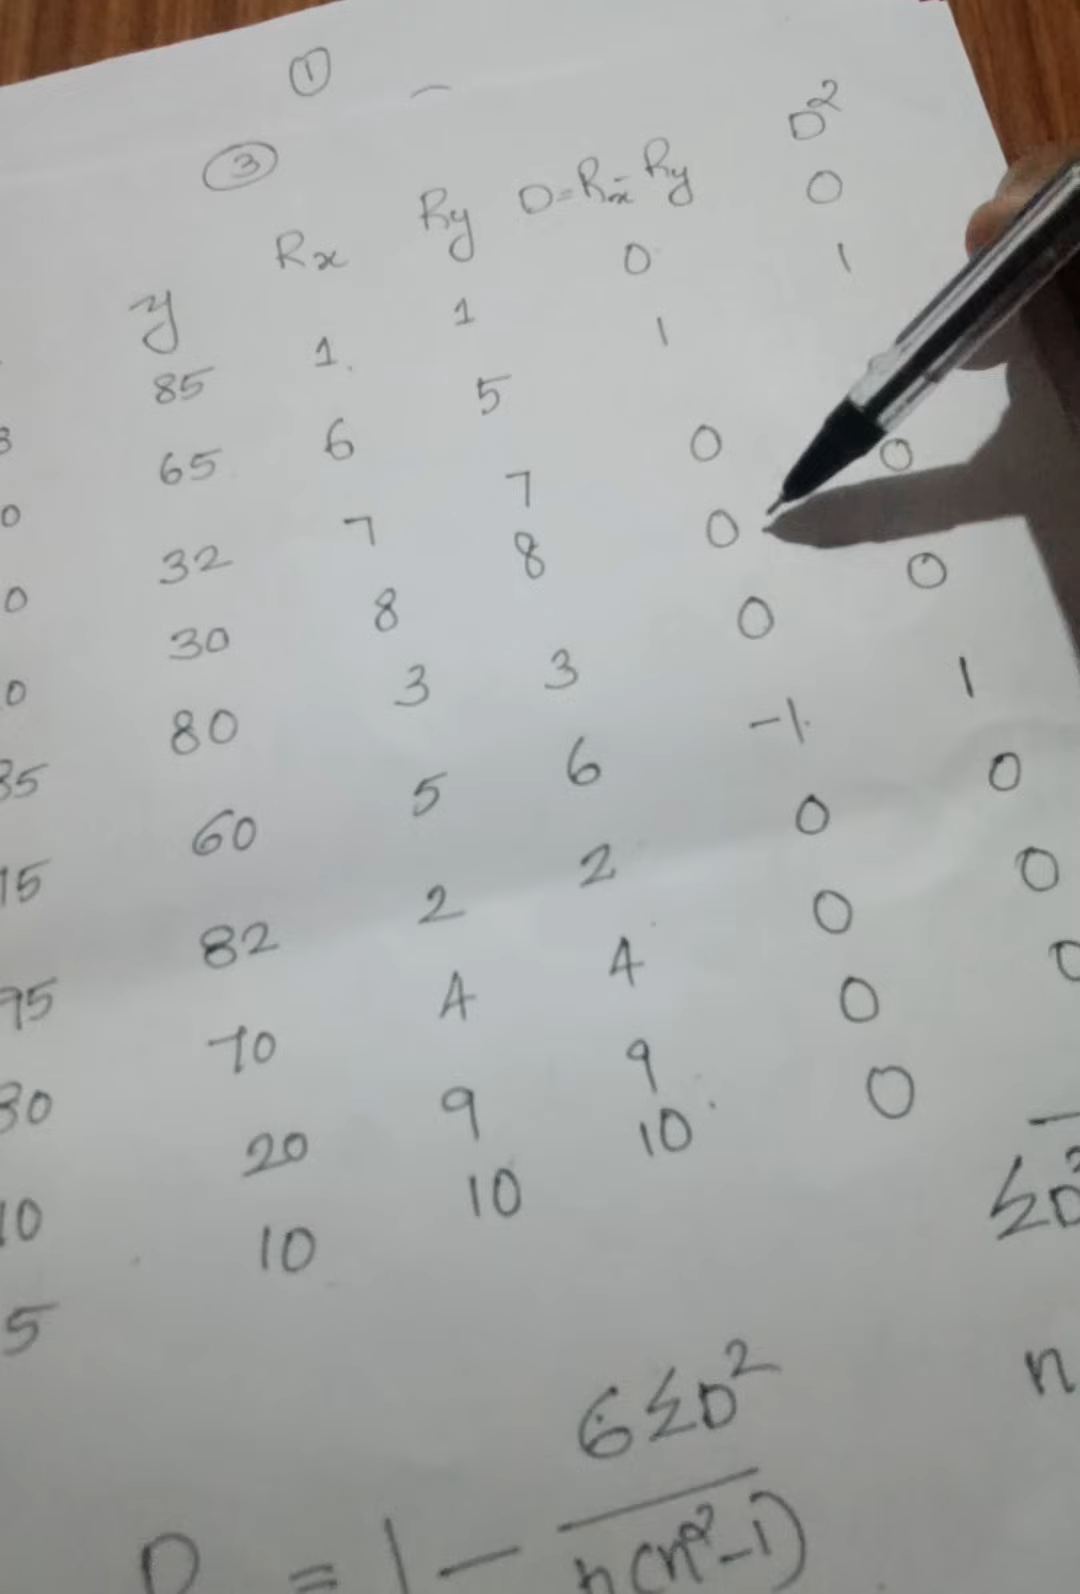 ①
③
y Rx Ry D=Rx-Ry D²
85 1. 1 0 0
3 65 6 5 1 1
0 32 7 7 0 0
0 30 8 8 0
0 80 3 3 0 0
35 60 5 6 -1 1
15 82 2 2 0 0
95 70 4 4 0 0
30 20 9 9 0 0
10 10 10 10 0
5
ΣD²
6ΣD² n
= 1 - n(n²-1)